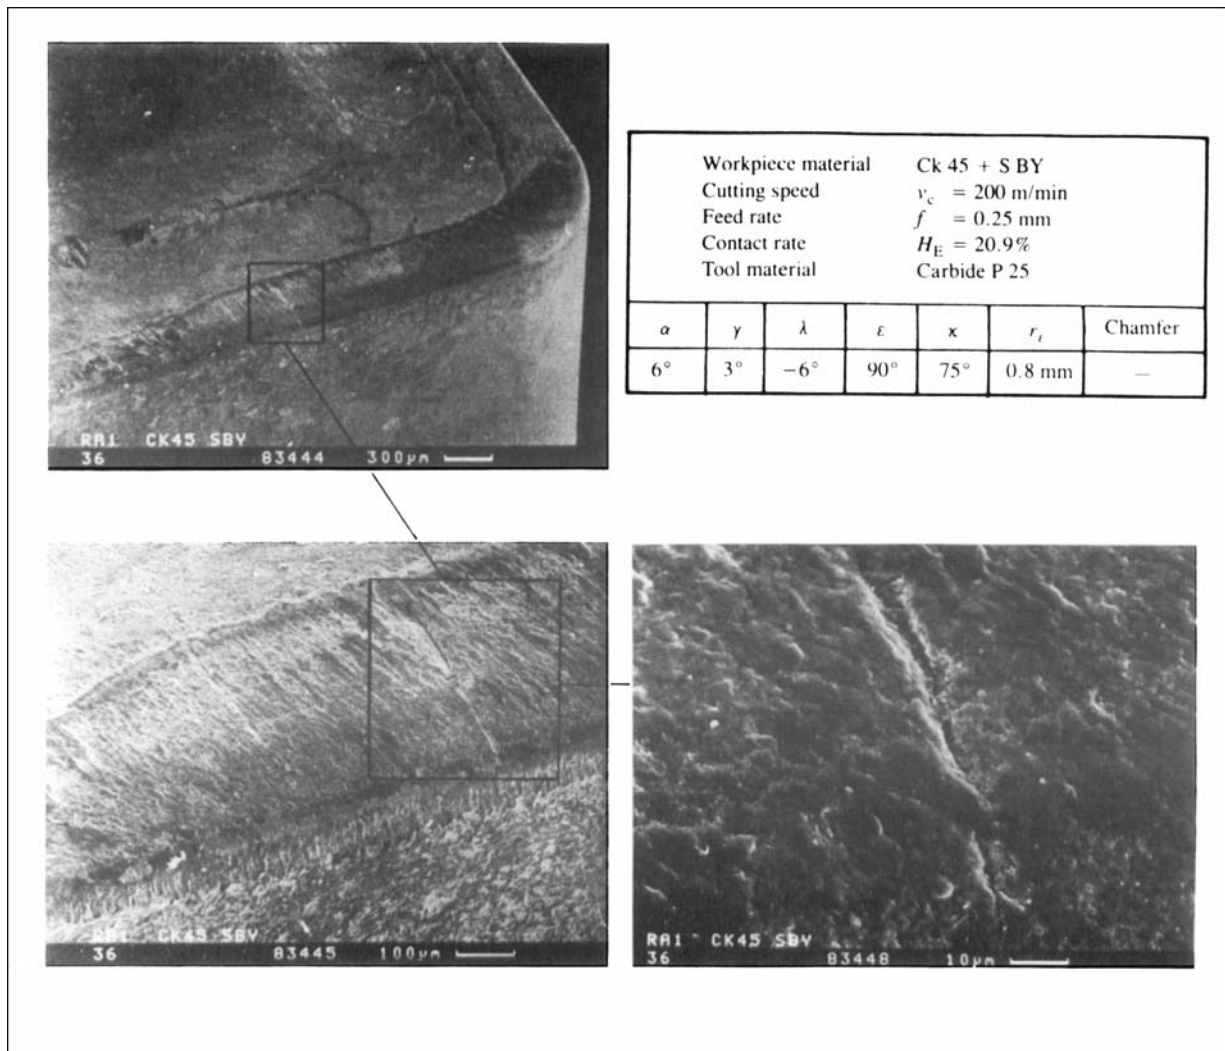 RA1 CK45 SBY
36 83444 300µm
Workpiece material Ck 45 + S BY
Cutting speed v_c = 200 m/min
Feed rate f = 0.25 mm
Contact rate H_E = 20.9%
Tool material Carbide P 25
α γ λ ε ϰ r_ε Chamfer
6° 3° −6° 90° 75° 0.8 mm —
RA1 CK45 SBY
36 83445 100µm
RA1 CK45 SBY
36 83448 10µm